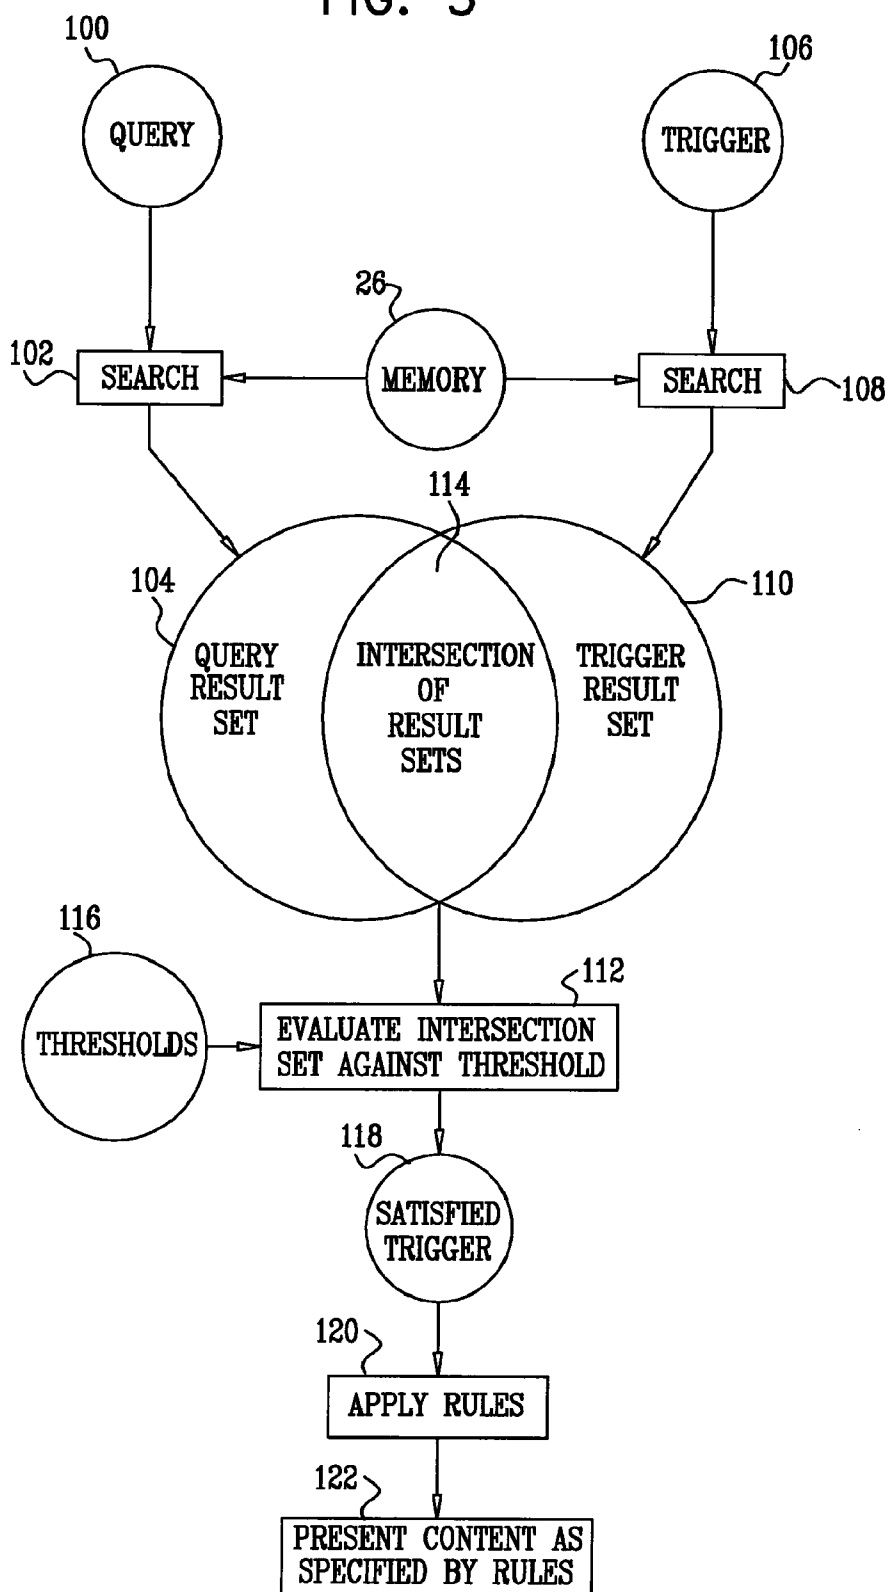 FIG. 3
100
106
QUERY
TRIGGER
26
102
SEARCH
MEMORY
SEARCH
108
114
104
110
QUERY
RESULT
SET
INTERSECTION
OF
RESULT
SETS
TRIGGER
RESULT
SET
116
112
THRESHOLDS
EVALUATE INTERSECTION
SET AGAINST THRESHOLD
118
SATISFIED
TRIGGER
120
APPLY RULES
122
PRESENT CONTENT AS
SPECIFIED BY RULES